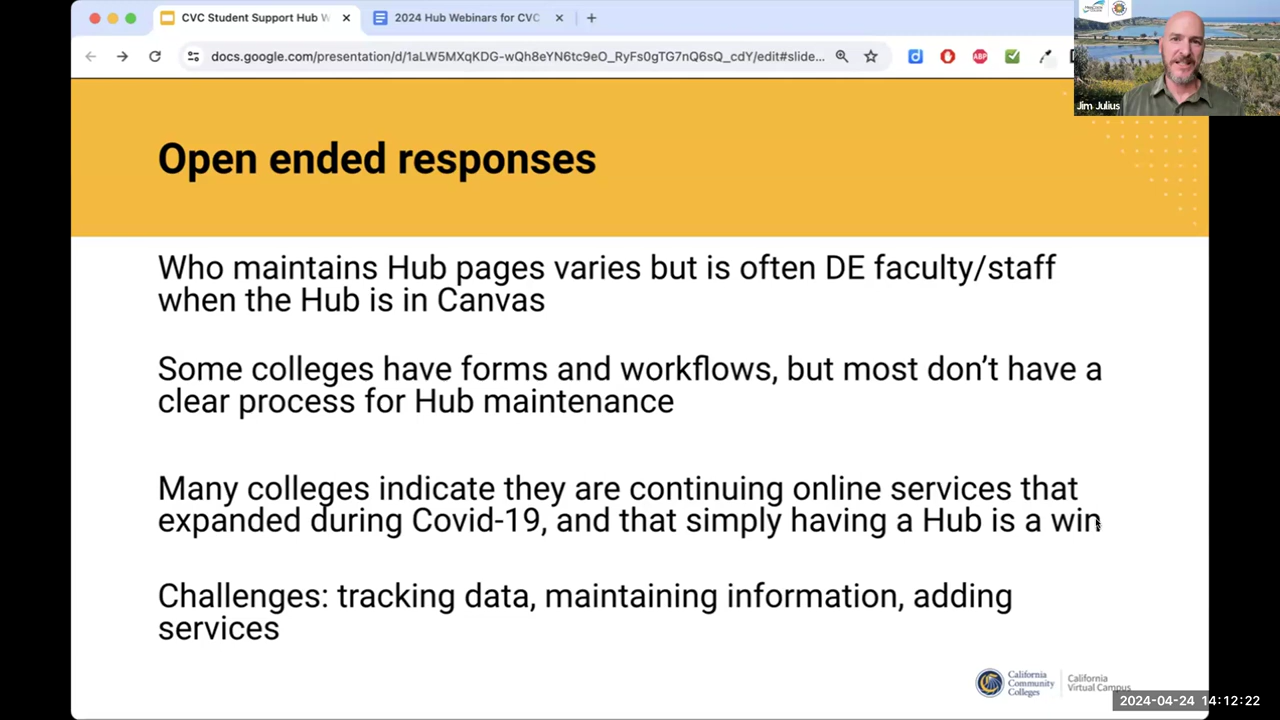 CVC Student Support Hub W
2024 Hub Webinars for CVC
docs.google.com/presentation/d/1aLW5MXqKbG-wQh8eYN6tc9eO_RyFs0gTG7nQ6sQ_cdY/edit#slide...
ABP
Jim Julius
Open ended responses
Who maintains Hub pages varies but is often DE faculty/staff
when the Hub is in Canvas
Some colleges have forms and workflows, but most don't have a
clear process for Hub maintenance
Many colleges indicate they are continuing online services that
expanded during Covid-19, and that simply having a Hub is a win
Challenges: tracking data, maintaining information, adding
services
California
Community
Colleges
California
Virtual Campus
2024-04-24 14:12:22